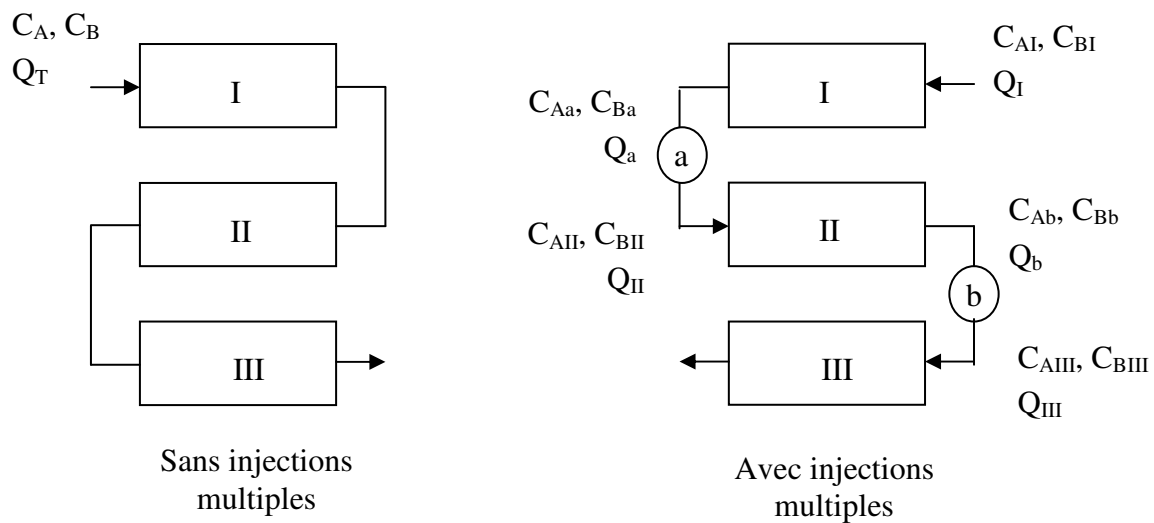 C_A, C_B
Q_T
I
II
III
Sans injections
multiples
C_AI, C_BI
Q_I
I
C_Aa, C_Ba
Q_a
a
C_AII, C_BII
Q_II
II
C_Ab, C_Bb
Q_b
b
C_AIII, C_BIII
Q_III
III
Avec injections
multiples